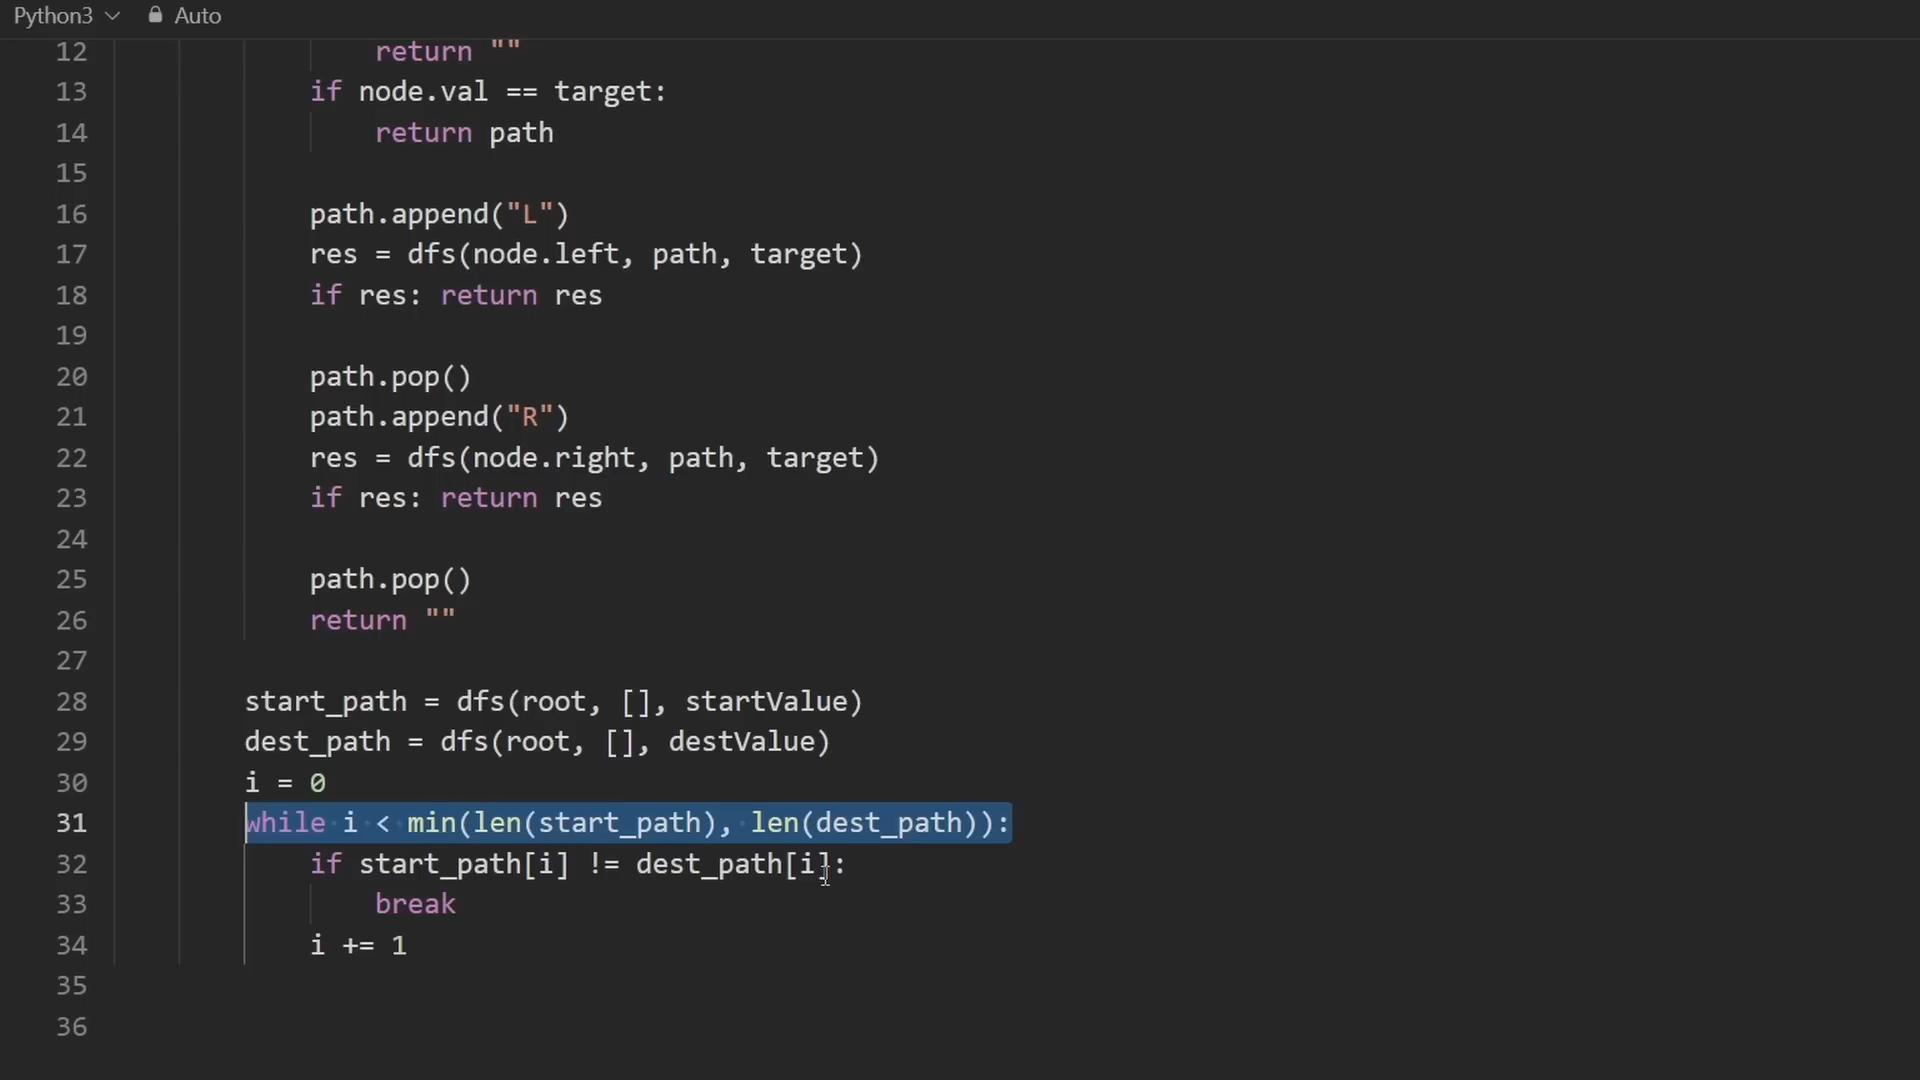 Python3 Auto
12 return ""
13 if node.val == target:
14 return path
15
16 path.append("L")
17 res = dfs(node.left, path, target)
18 if res: return res
19
20 path.pop()
21 path.append("R")
22 res = dfs(node.right, path, target)
23 if res: return res
24
25 path.pop()
26 return ""
27
28 start_path = dfs(root, [], startValue)
29 dest_path = dfs(root, [], destValue)
30 i = 0
31 while i < min(len(start_path), len(dest_path)):
32 if start_path[i] != dest_path[i]:
33 break
34 i += 1
35
36